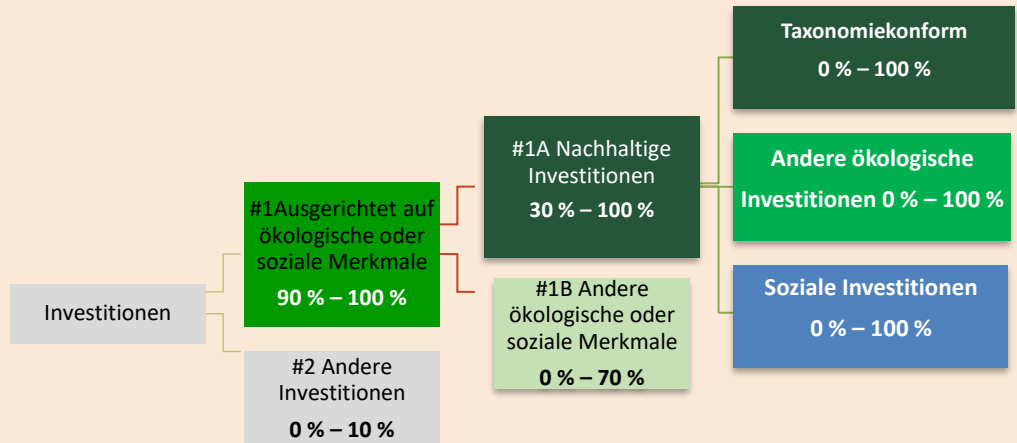 Investitionen
#1Ausgerichtet auf
ökologische oder
soziale Merkmale
90 % – 100 %
#2 Andere
Investitionen
0 % – 10 %
#1A Nachhaltige
Investitionen
30 % – 100 %
#1B Andere
ökologische oder
soziale Merkmale
0 % – 70 %
Taxonomiekonform
0 % – 100 %
Andere ökologische
Investitionen 0 % – 100 %
Soziale Investitionen
0 % – 100 %